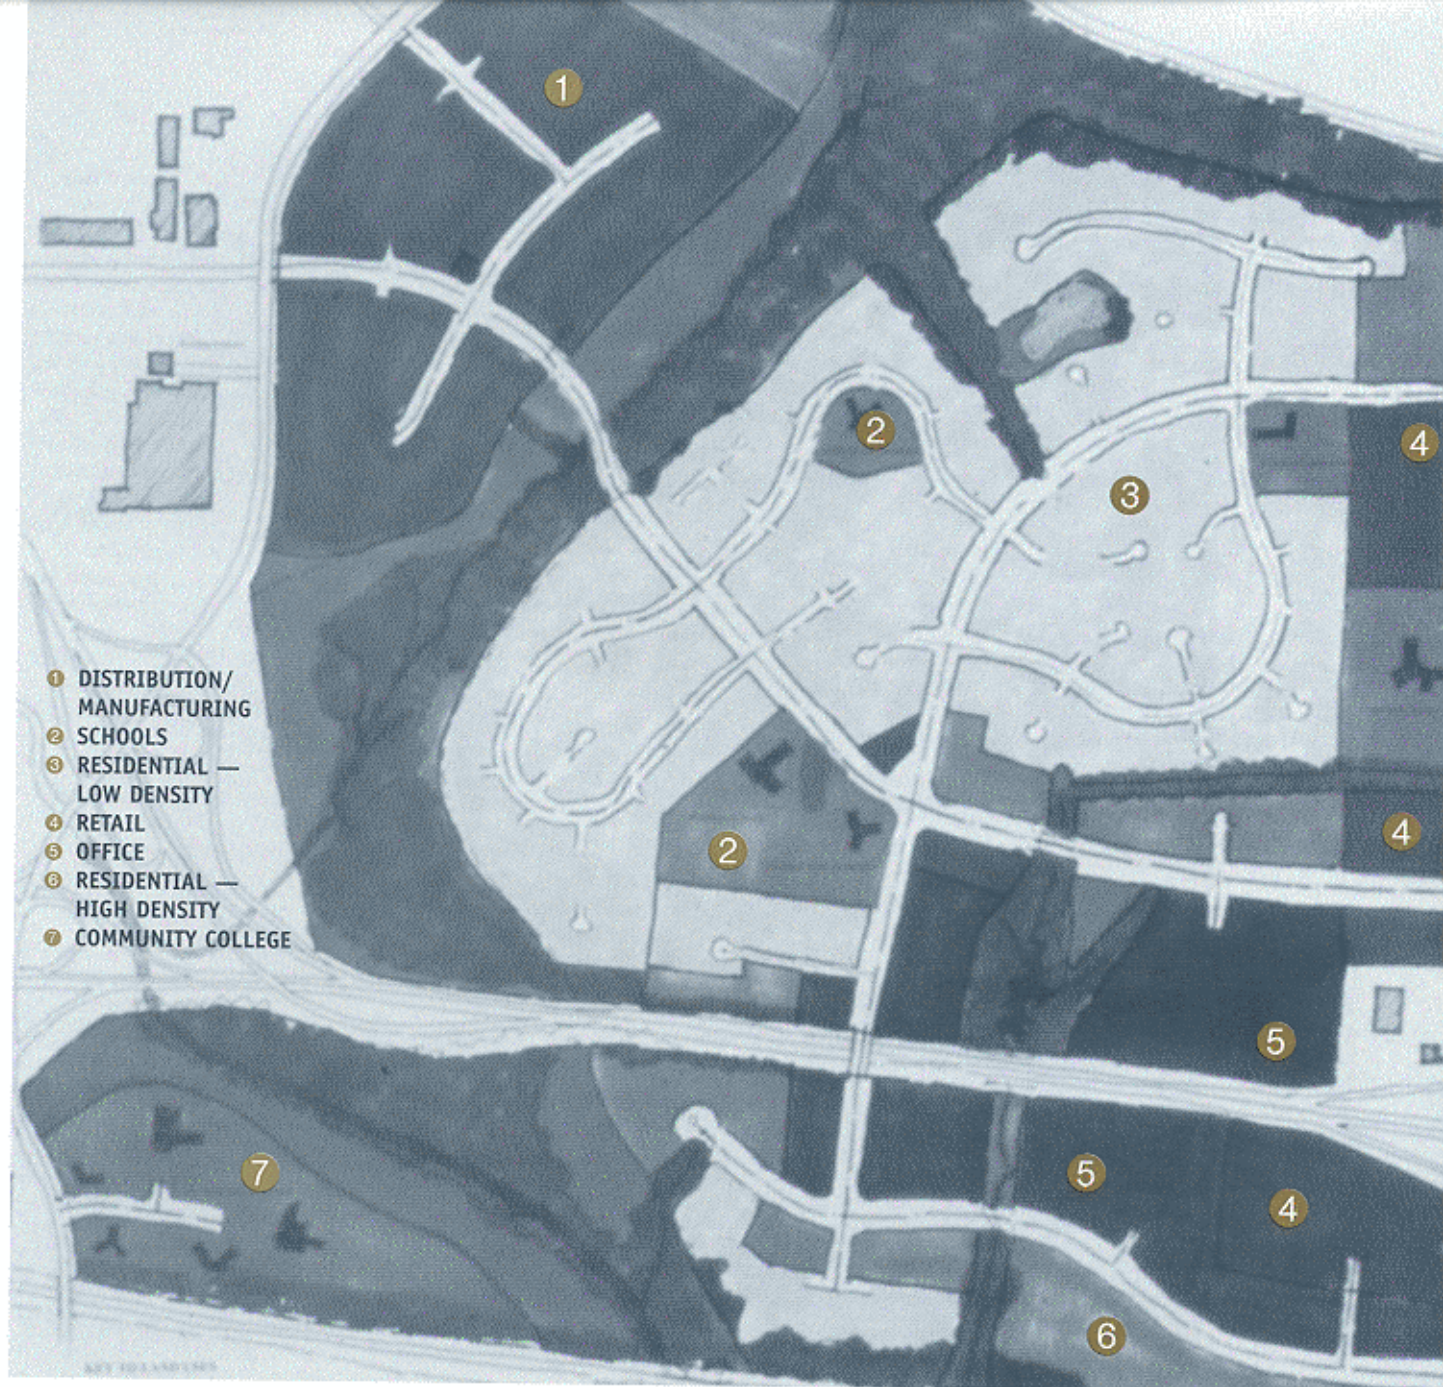 1
2
3
4
2
4
5
5
4
7
6
1 DISTRIBUTION/
MANUFACTURING
2 SCHOOLS
3 RESIDENTIAL —
LOW DENSITY
4 RETAIL
5 OFFICE
6 RESIDENTIAL —
HIGH DENSITY
7 COMMUNITY COLLEGE